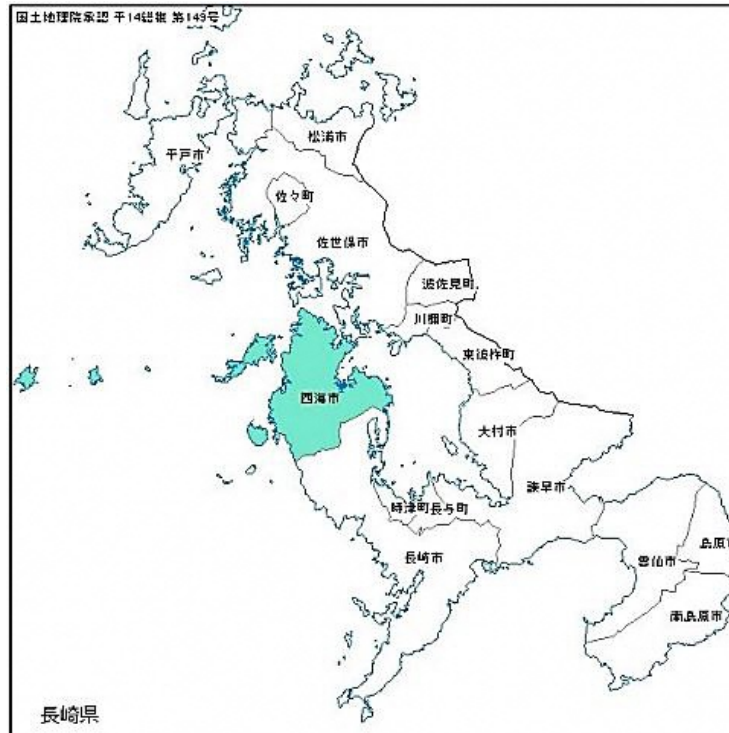 国土地理院承認 平14総複 第149号
松浦市
平戸市
佐々町
佐世保市
波佐見町
川棚町
東彼杵町
西海市
大村市
諫早市
時津町
長与町
長崎市
島原
雲仙市
南島原市
長崎県